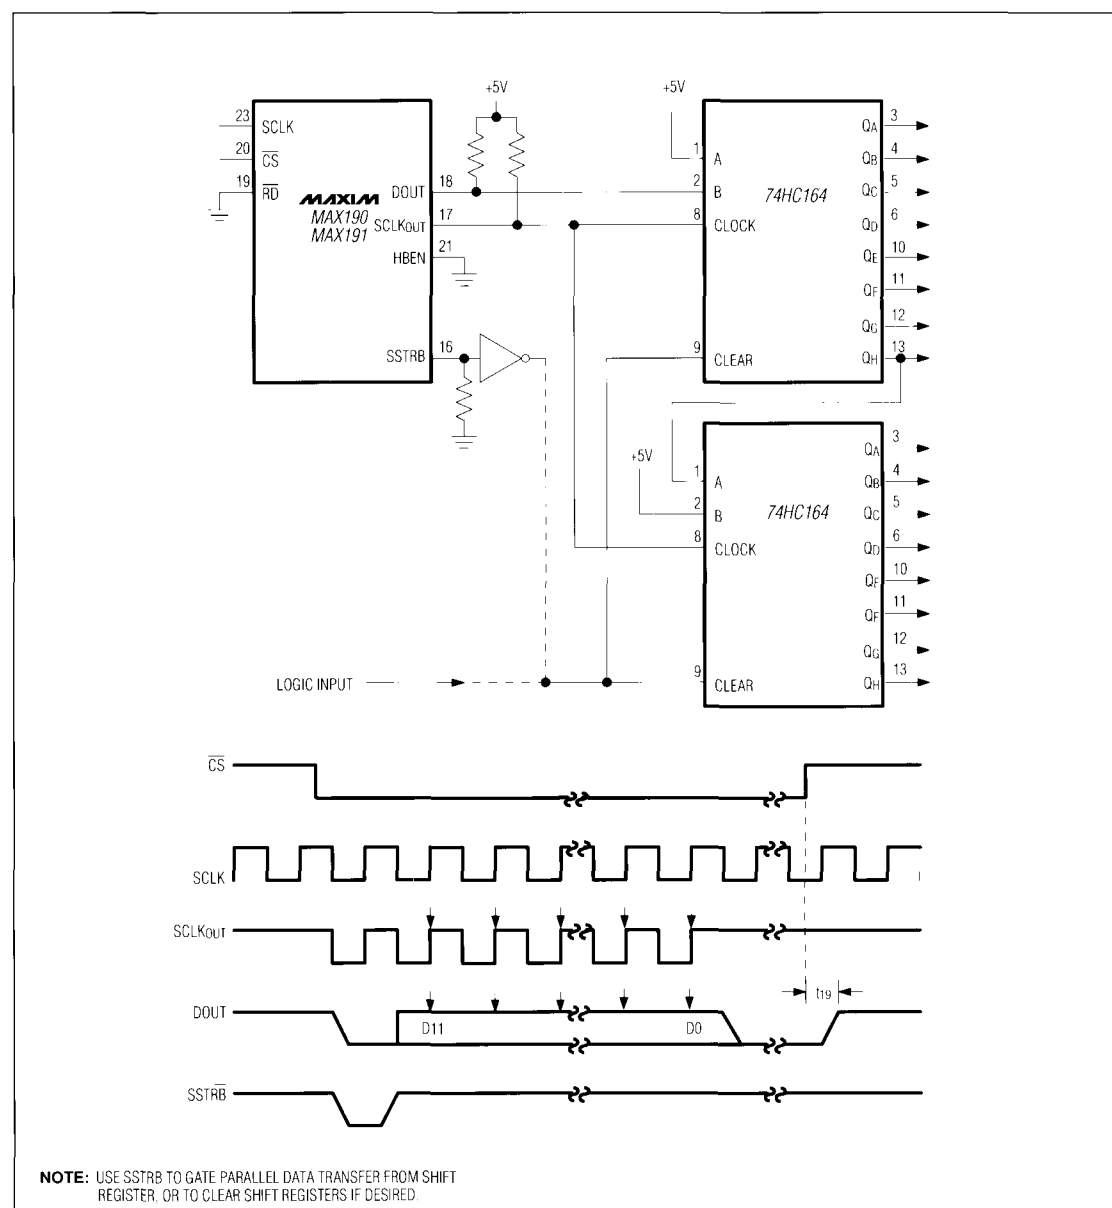 +5V
+5V
23 SCLK
20 CS
19 RD
MAXIM
MAX190
MAX191
DOUT 18
SCLKOUT 17
HBEN 21
SSTRB 16
1 A
2 B
8 CLOCK
9 CLEAR
74HC164
QA 3
QB 4
QC 5
QD 6
QE 10
QF 11
QG 12
QH 13
+5V
1 A
2 B
8 CLOCK
9 CLEAR
74HC164
QA 3
QB 4
QC 5
QD 6
QF 10
QF 11
QG 12
QH 13
LOGIC INPUT
CS
SCLK
SCLKOUT
t19
DOUT
D11
D0
SSTRB
NOTE: USE SSTRB TO GATE PARALLEL DATA TRANSFER FROM SHIFT
REGISTER, OR TO CLEAR SHIFT REGISTERS IF DESIRED.